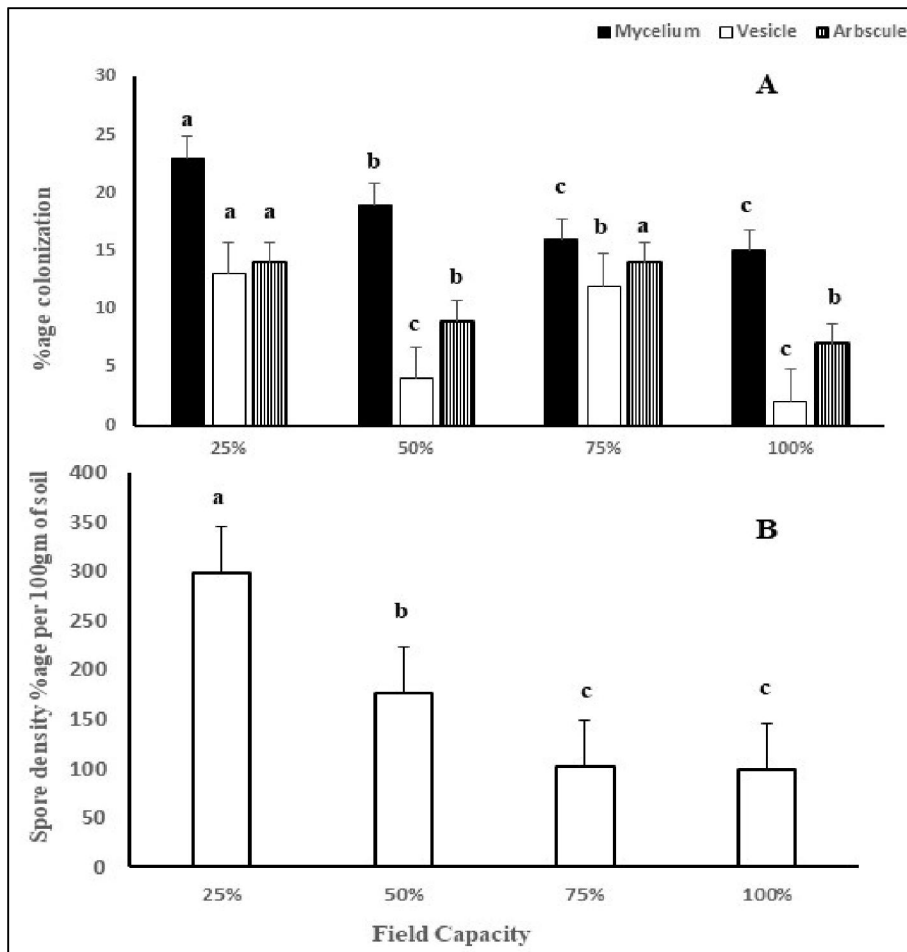 Mycelium Vesicle Arbscule
A
30
25
20
15
10
5
0
%age colonization
a
a
a
b
c
b
c
b
a
c
c
b
25% 50% 75% 100%
B
400
350
300
250
200
150
100
50
0
Spore density %age per 100gm of soil
a
b
c
c
25% 50% 75% 100%
Field Capacity